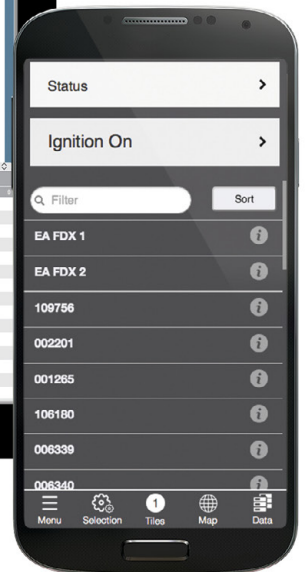 Status
Ignition On
Filter
Sort
EA FDX 1
EA FDX 2
109756
002201
001265
106180
006339
006340
1
Menu Selection Tiles Map Data